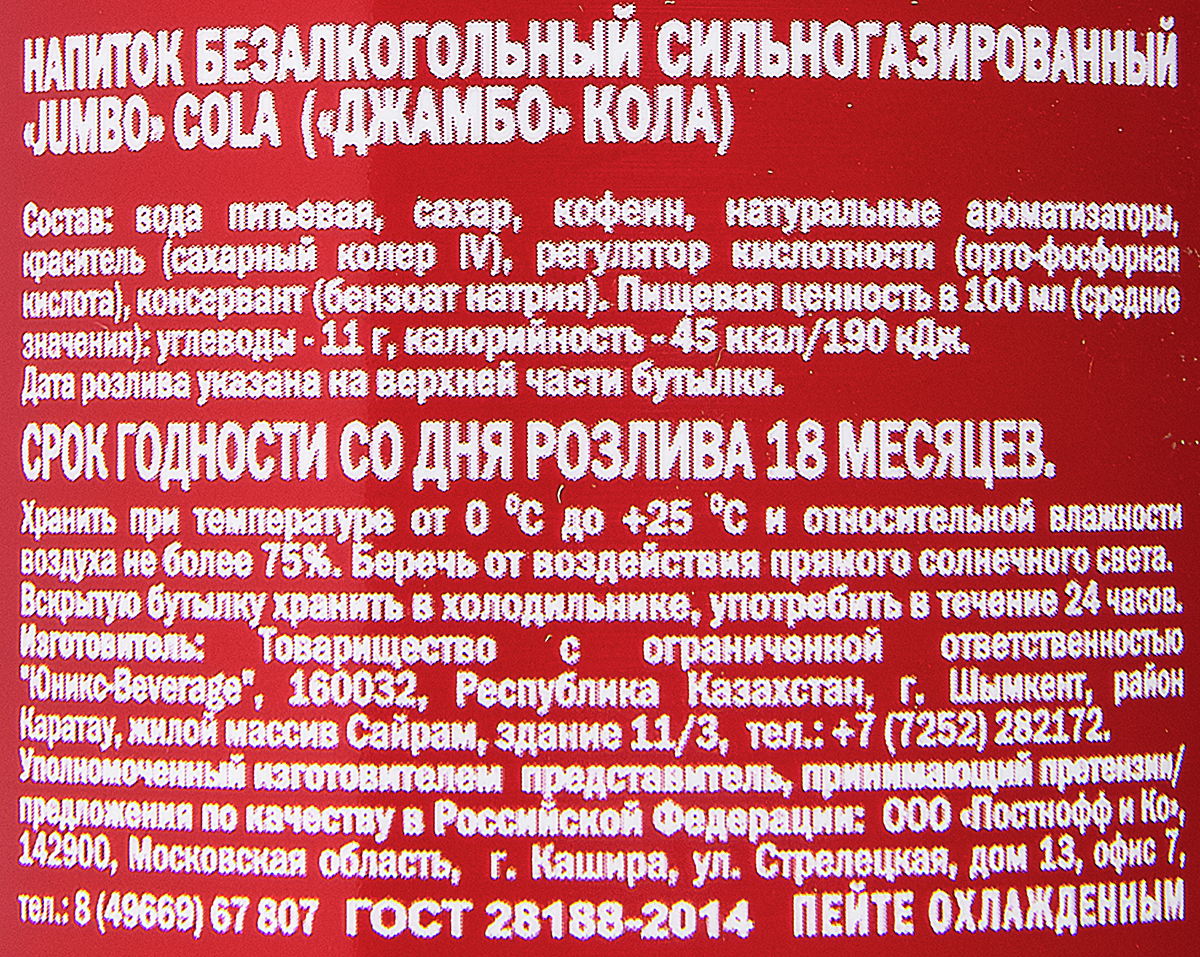 НАПИТОК БЕЗАЛКОГОЛЬНЫЙ СИЛЬНОГАЗИРОВАННЫЙ
«JUMBO» COLA («ДЖАМБО» КОЛА)
Состав: вода питьевая, сахар, кофеин, натуральные ароматизаторы,
краситель (сахарный колер IV), регулятор кислотности (орто-фосфорная
кислота), консервант (бензоат натрия). Пищевая ценность в 100 мл (средние
значения): углеводы - 11 г, калорийность - 45 ккал/190 кДж.
Дата розлива указана на верхней части бутылки.
СРОК ГОДНОСТИ СО ДНЯ РОЗЛИВА 18 МЕСЯЦЕВ.
Хранить при температуре от 0 °С до +25 °С и относительной влажности
воздуха не более 75%. Беречь от воздействия прямого солнечного света.
Вскрытую бутылку хранить в холодильнике, употребить в течение 24 часов.
Изготовитель: Товарищество с ограниченной ответственностью
"Юникс-Beverage", 160032, Республика Казахстан, г. Шымкент, район
Каратау, жилой массив Сайрам, здание 11/3, тел.: +7 (7252) 282172.
Уполномоченный изготовителем представитель, принимающий претензии/
предложения по качеству в Российской Федерации: ООО «Постнофф и Ко»,
142900, Московская область, г. Кашира, ул. Стрелецкая, дом 13, офис 7,
тел.: 8 (49669) 67 807 ГОСТ 28188-2014 ПЕЙТЕ ОХЛАЖДЕННЫМ